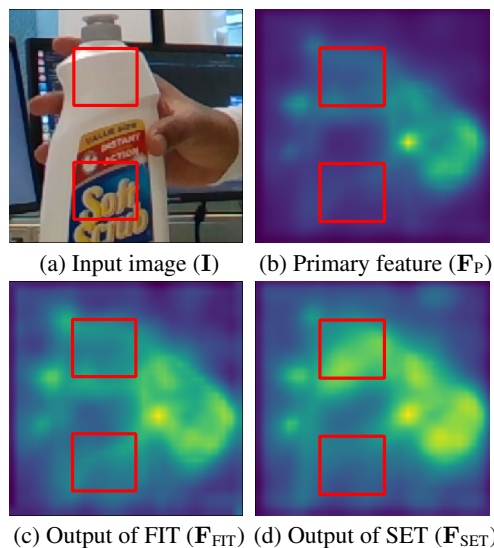 VALUE SIZE
INSTANT
ACTION
Soft
Scrub
(a) Input image (I)
(b) Primary feature (F_P)
(c) Output of FIT (F_FIT)
(d) Output of SET (F_SET)